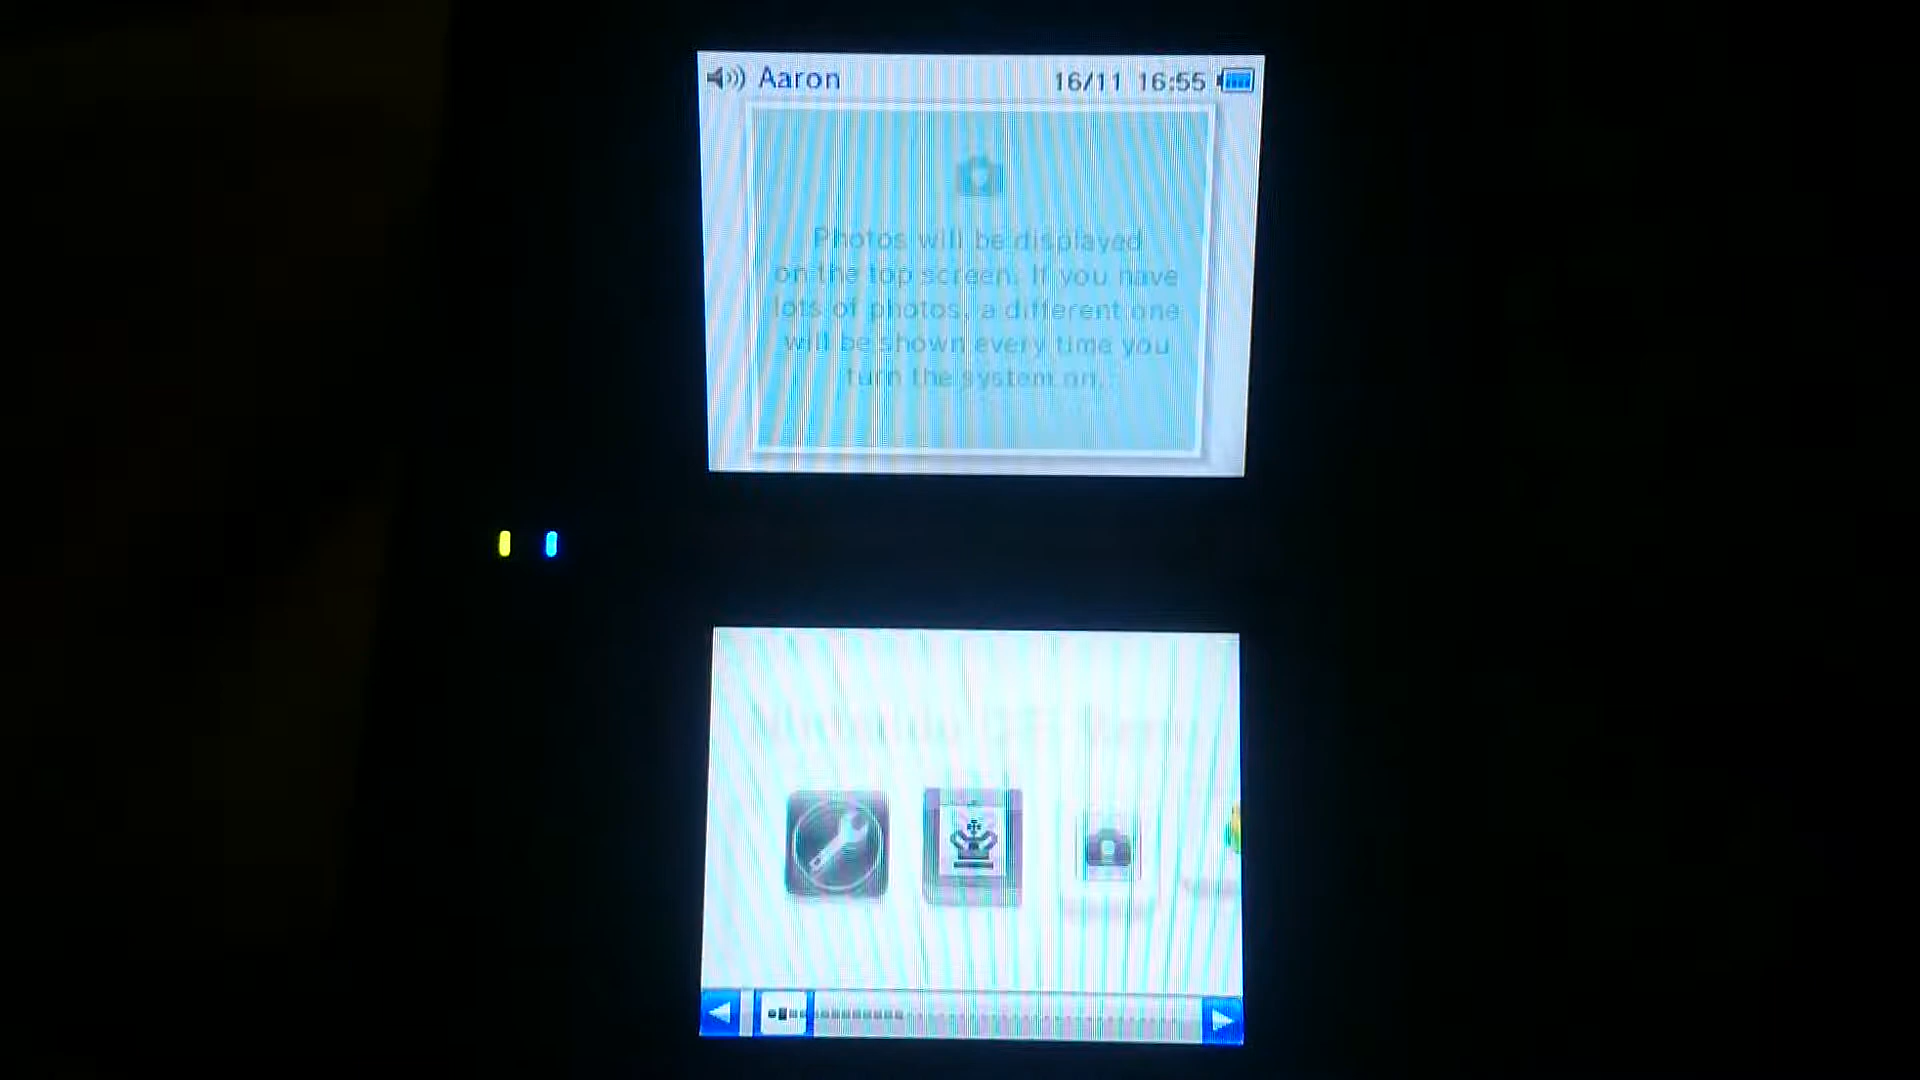 Aaron
16/11 16:55
Photos will be displayed
on the top screen. If you have
lots of photos, a different one
will be shown every time you
turn the system on.